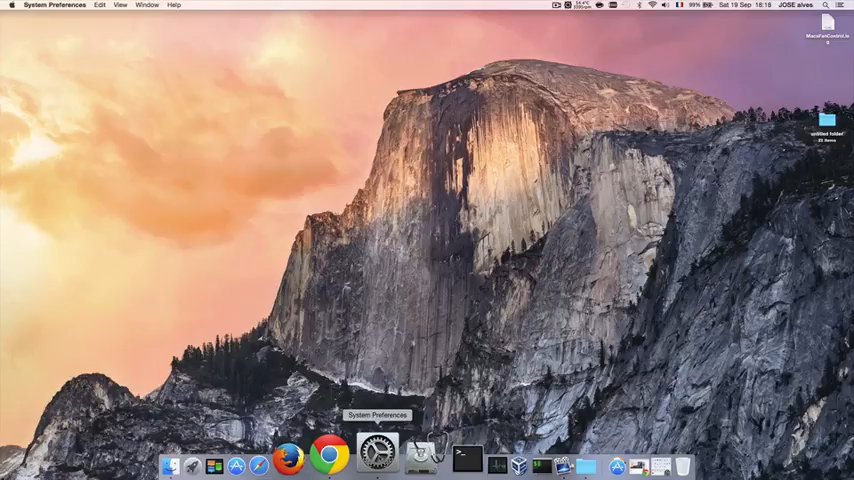 System Preferences Edit View Window Help
99% Sat 19 Sep 18:18 JOSE alves
untitled folder
22 items
System Preferences